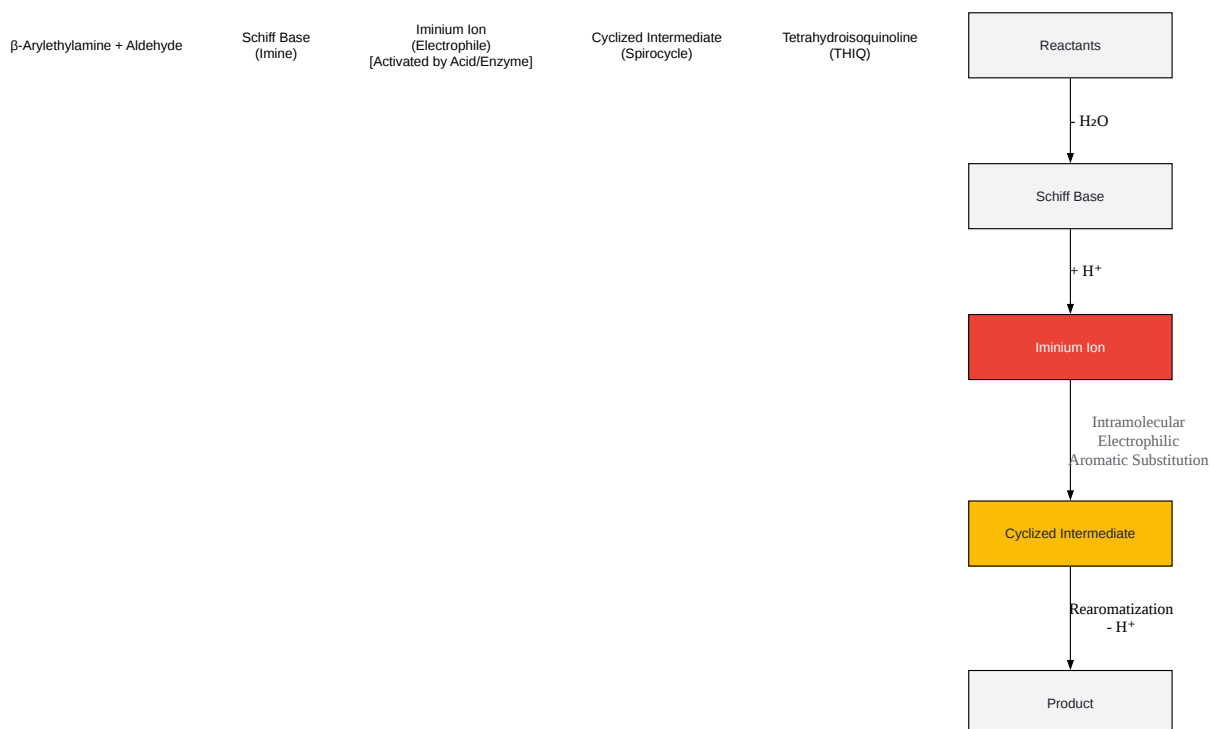 β-Arylethylamine + Aldehyde
Schiff Base
(Imine)
Iminium Ion
(Electrophile)
[Activated by Acid/Enzyme]
Cyclized Intermediate
(Spirocycle)
Tetrahydroisoquinoline
(THIQ)
Reactants
- H₂O
Schiff Base
+ H⁺
Iminium Ion
Intramolecular
Electrophilic
Aromatic Substitution
Cyclized Intermediate
Rearomatization
- H⁺
Product